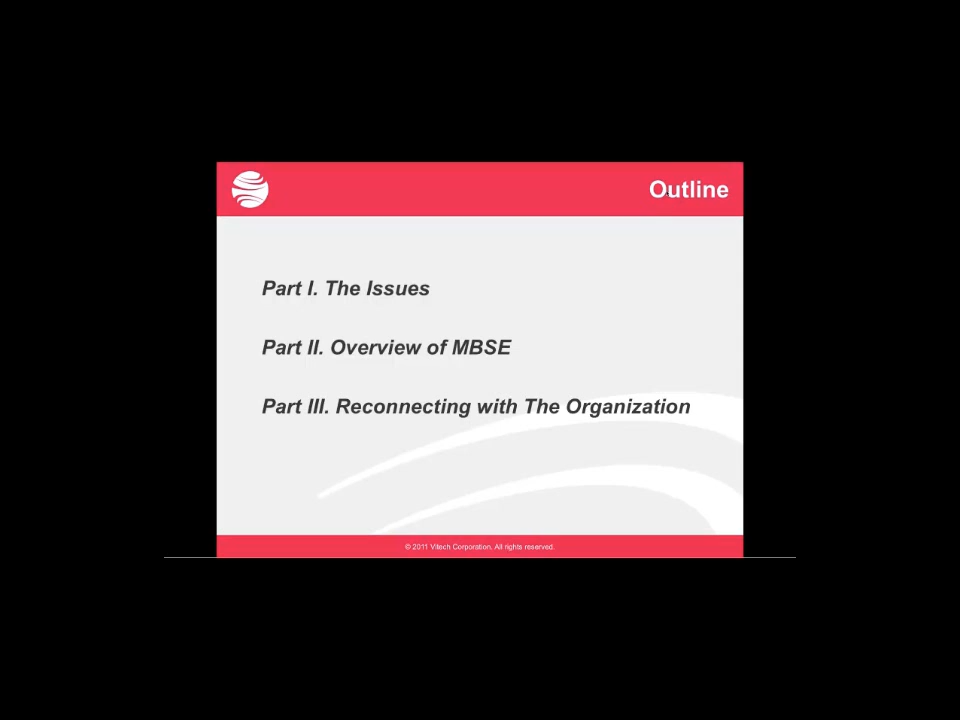 Outline
Part I. The Issues
Part II. Overview of MBSE
Part III. Reconnecting with The Organization
© 2011 Vitech Corporation. All rights reserved.